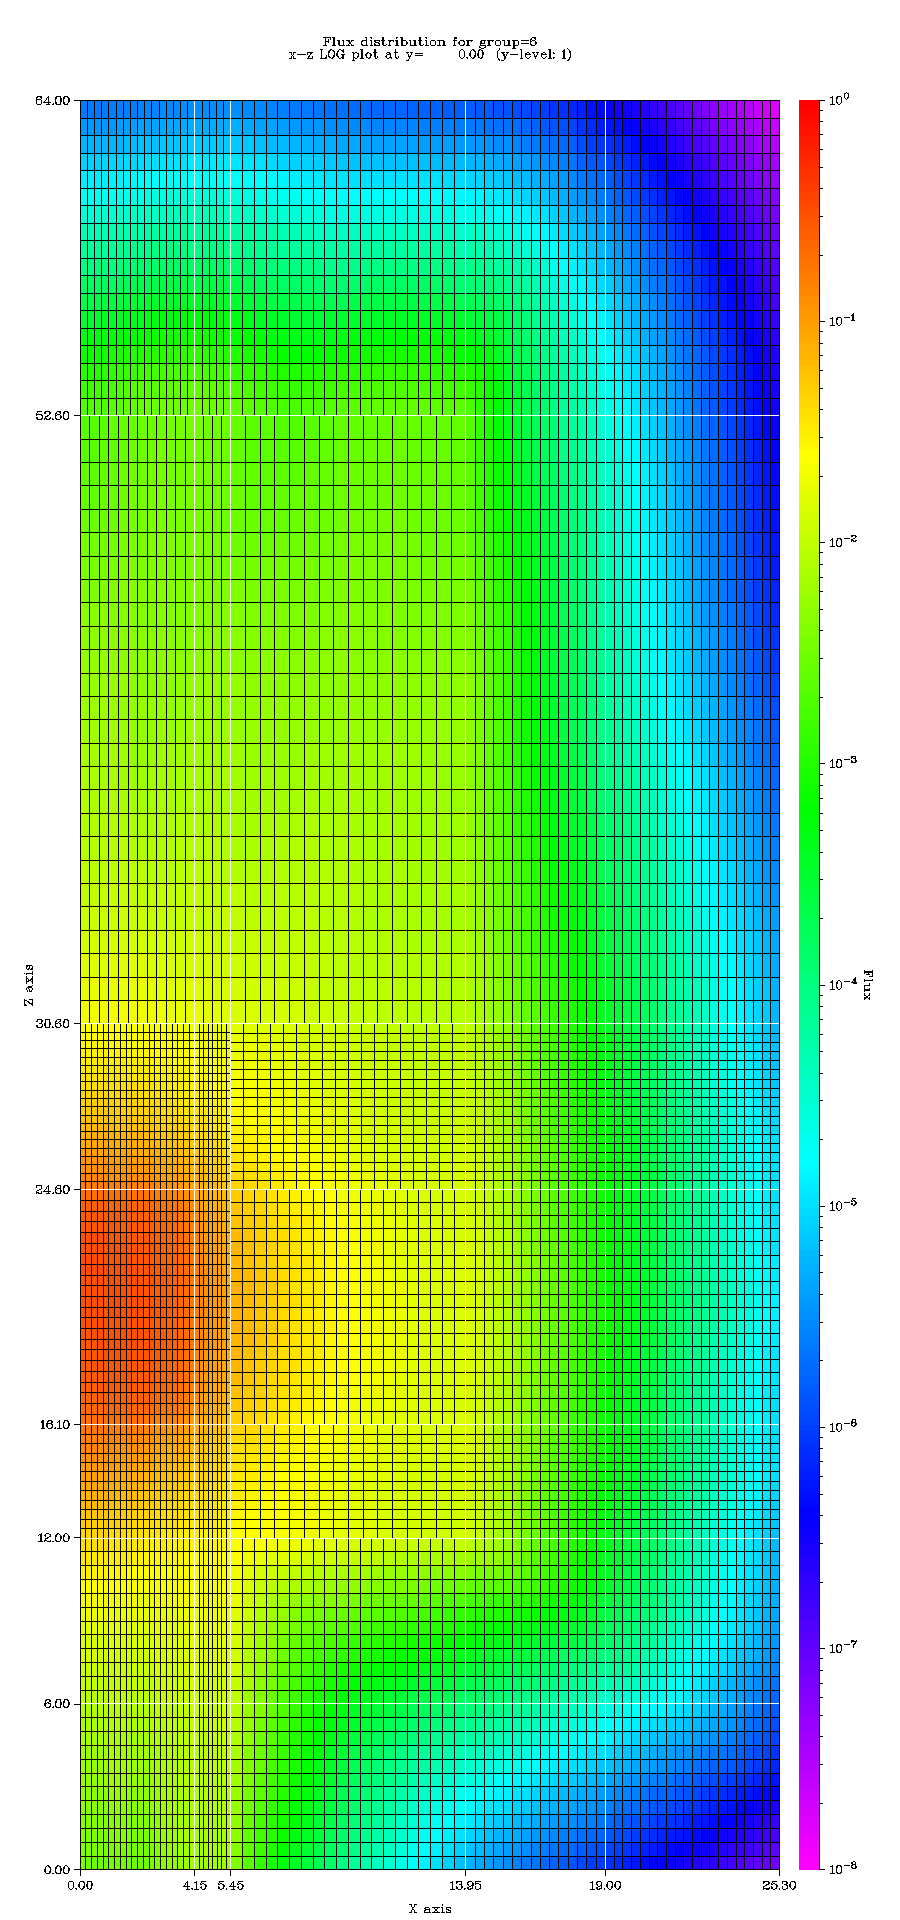 Flux distribution for group=6
x-z LOG plot at y= 0.00 (y-level: 1)
64.00
52.60
30.60
24.60
16.10
12.00
6.00
0.00
Z axis
0.00 4.15 5.45 13.95 19.00 25.30
X axis
10⁰
10⁻¹
10⁻²
10⁻³
10⁻⁴
10⁻⁵
10⁻⁶
10⁻⁷
10⁻⁸
Flux